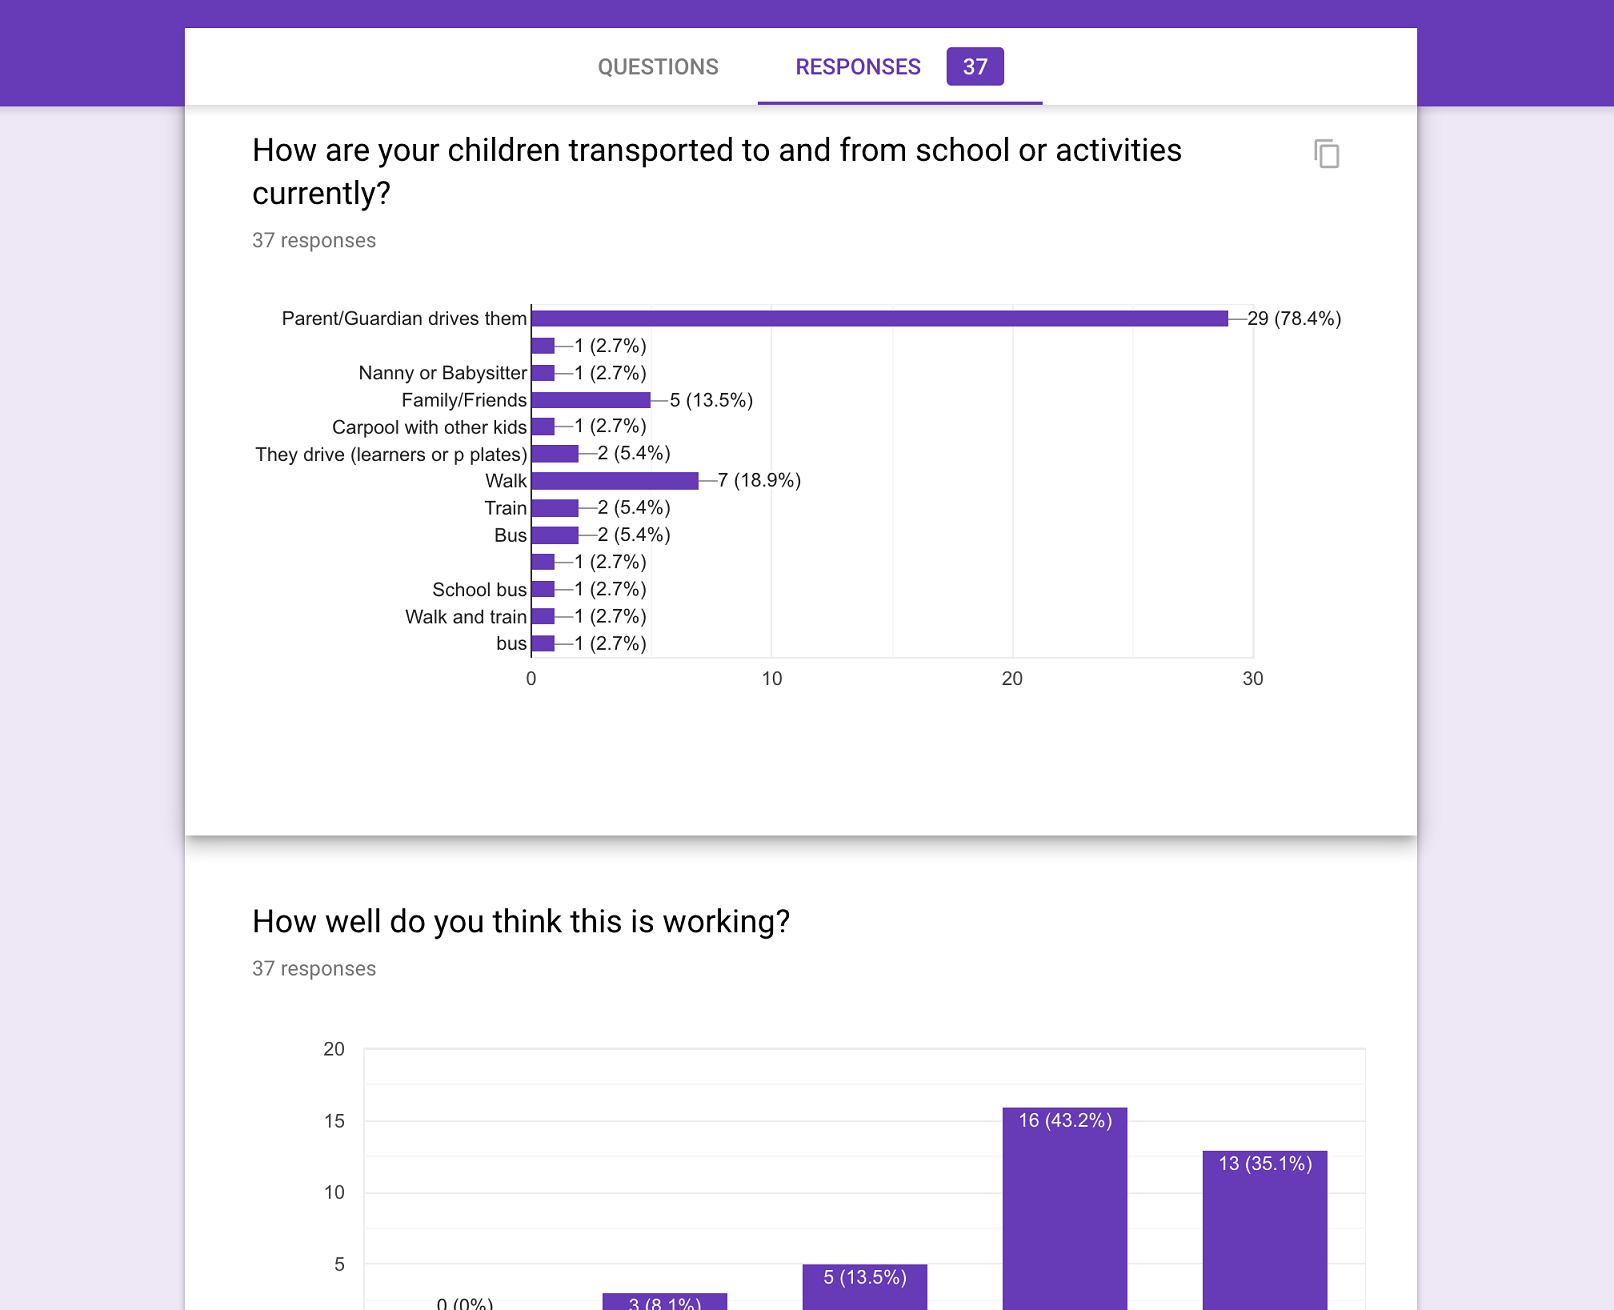 QUESTIONS RESPONSES 37
How are your children transported to and from school or activities
currently?
37 responses
Parent/Guardian drives them 29 (78.4%)
1 (2.7%)
Nanny or Babysitter 1 (2.7%)
Family/Friends 5 (13.5%)
Carpool with other kids 1 (2.7%)
They drive (learners or p plates) 2 (5.4%)
Walk 7 (18.9%)
Train 2 (5.4%)
Bus 2 (5.4%)
1 (2.7%)
School bus 1 (2.7%)
Walk and train 1 (2.7%)
bus 1 (2.7%)
0 10 20 30
How well do you think this is working?
37 responses
20
15 16 (43.2%)
13 (35.1%)
10
5 5 (13.5%)
0 (0%) 3 (8.1%)